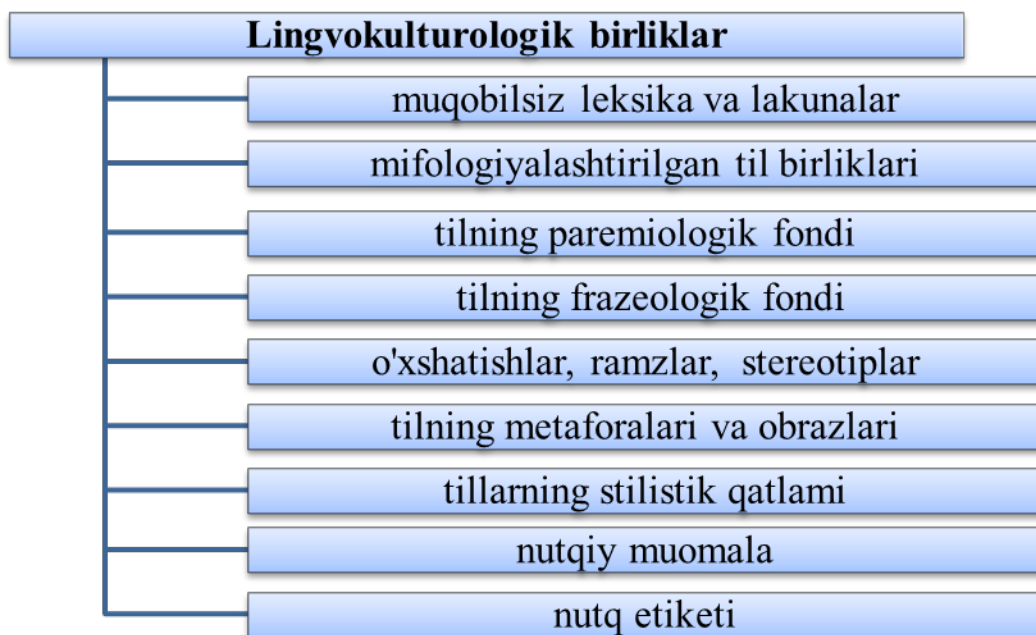 Lingvokulturologik birliklar
muqobilsiz leksika va lakunalar
mifologiyalashtirilgan til birliklari
tilning paremiologik fondi
tilning frazeologik fondi
o'xshatishlar, ramzlar, stereotiplar
tilning metaforalari va obrazlari
tillarning stilistik qatlami
nutqiy muomala
nutq etiketi